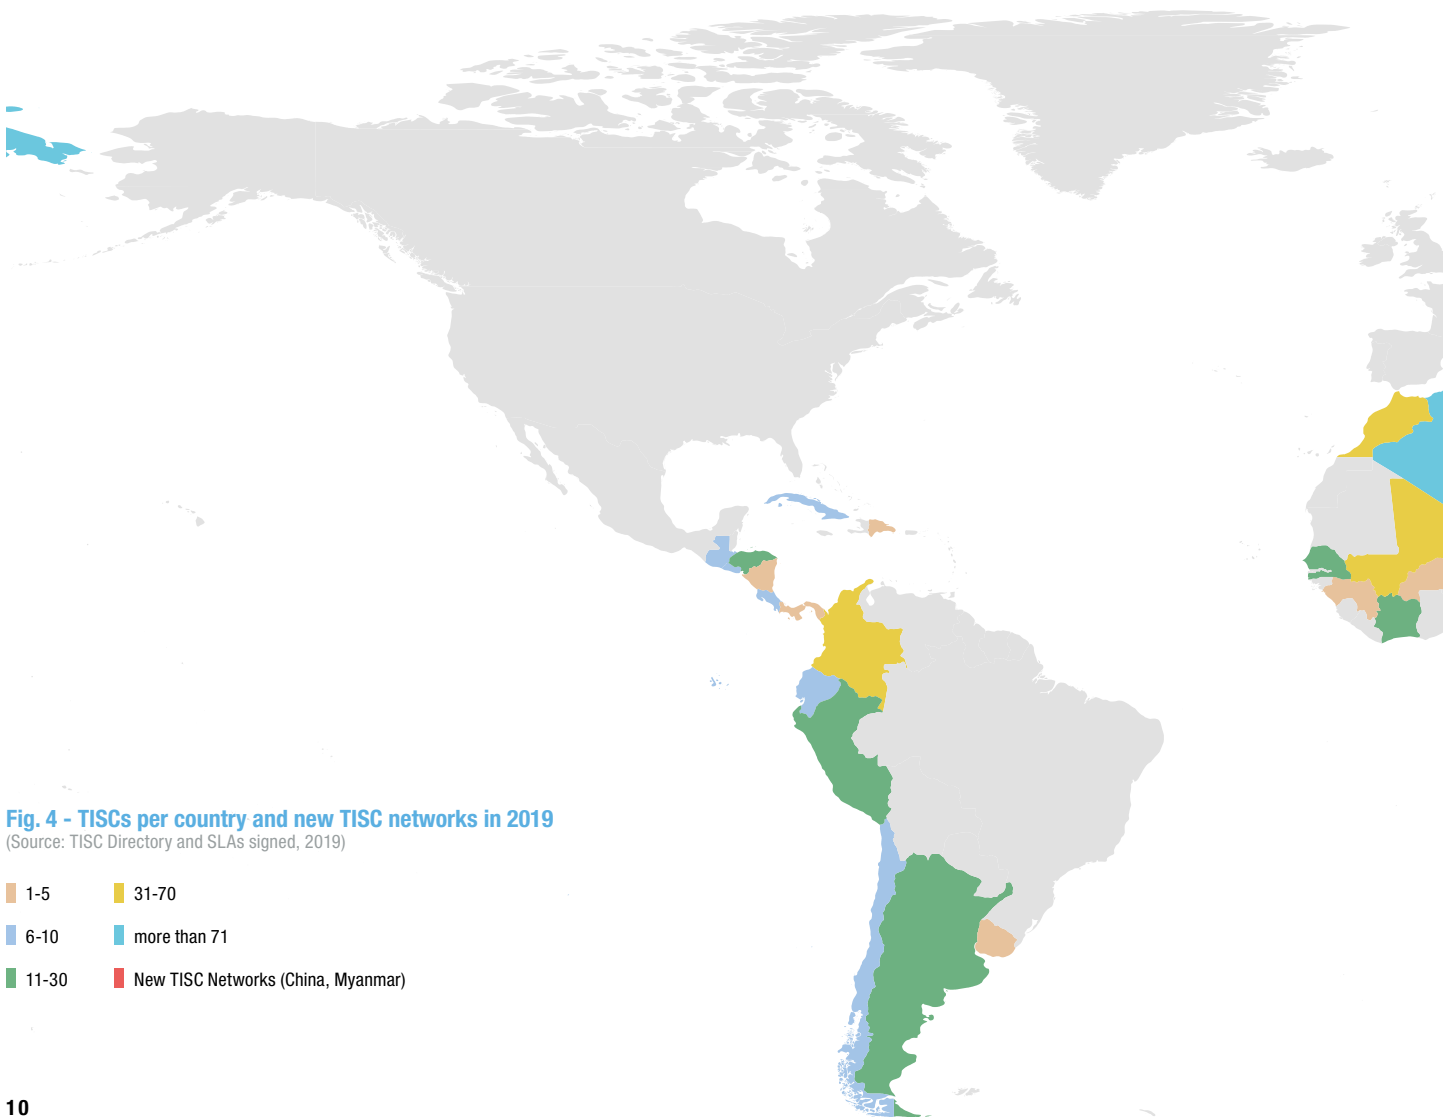 Fig. 4 - TISCs per country and new TISC networks in 2019
(Source: TISC Directory and SLAs signed, 2019)
1-5
31-70
6-10
more than 71
11-30
New TISC Networks (China, Myanmar)
10